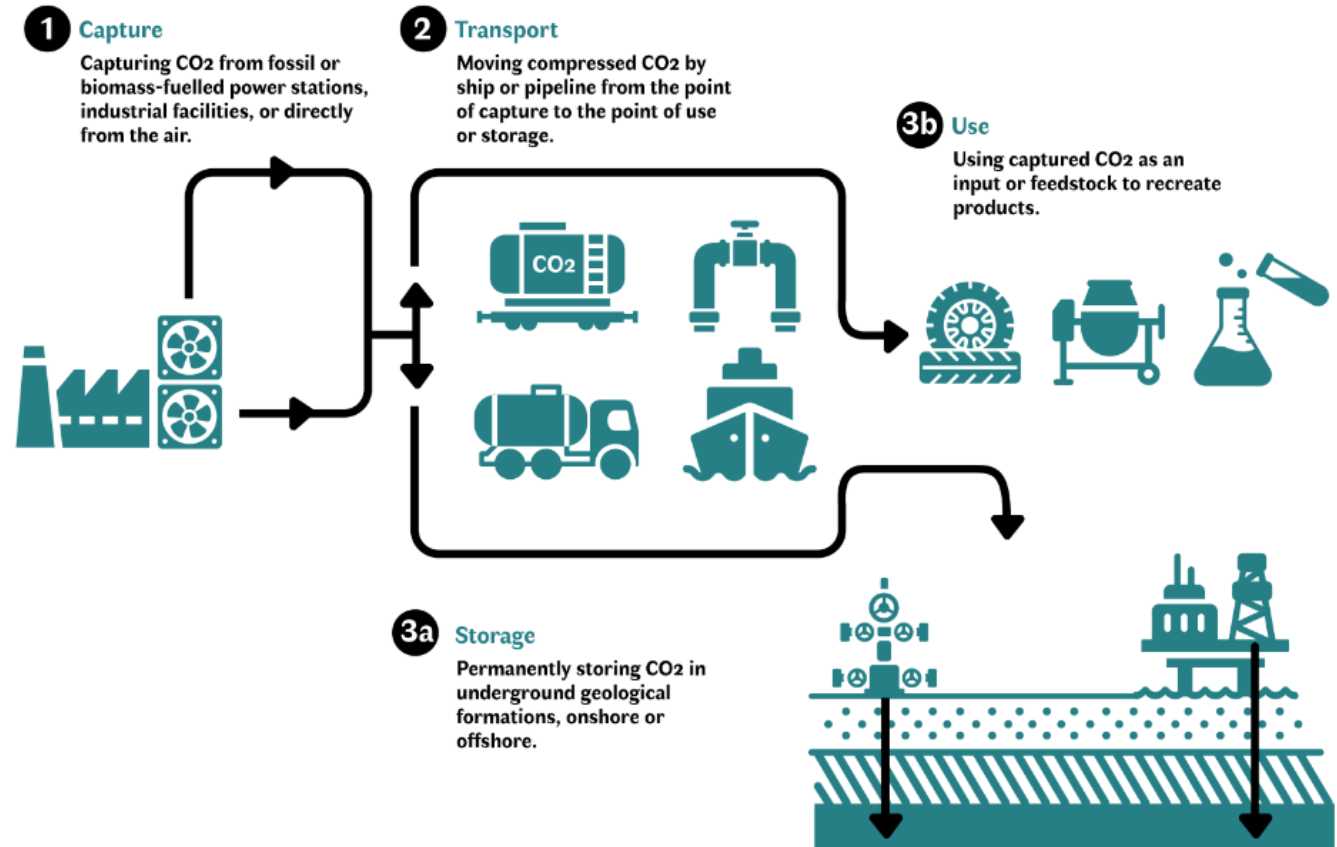 1 Capture
Capturing CO2 from fossil or
biomass-fuelled power stations,
industrial facilities, or directly
from the air.
2 Transport
Moving compressed CO2 by
ship or pipeline from the point
of capture to the point of use
or storage.
3b Use
Using captured CO2 as an
input or feedstock to recreate
products.
CO2
3a Storage
Permanently storing CO2 in
underground geological
formations, onshore or
offshore.